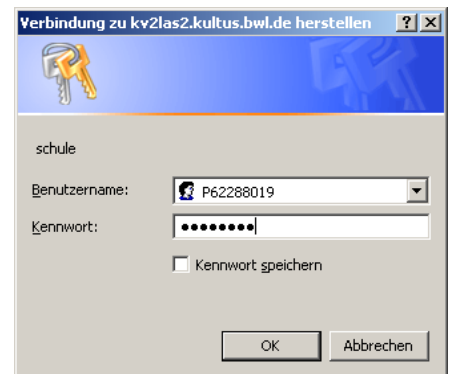 Verbindung zu kv2las2.kultus.bwl.de herstellen
schule
Benutzername: P62288019
Kennwort: ●●●●●●●●
Kennwort speichern
OK Abbrechen